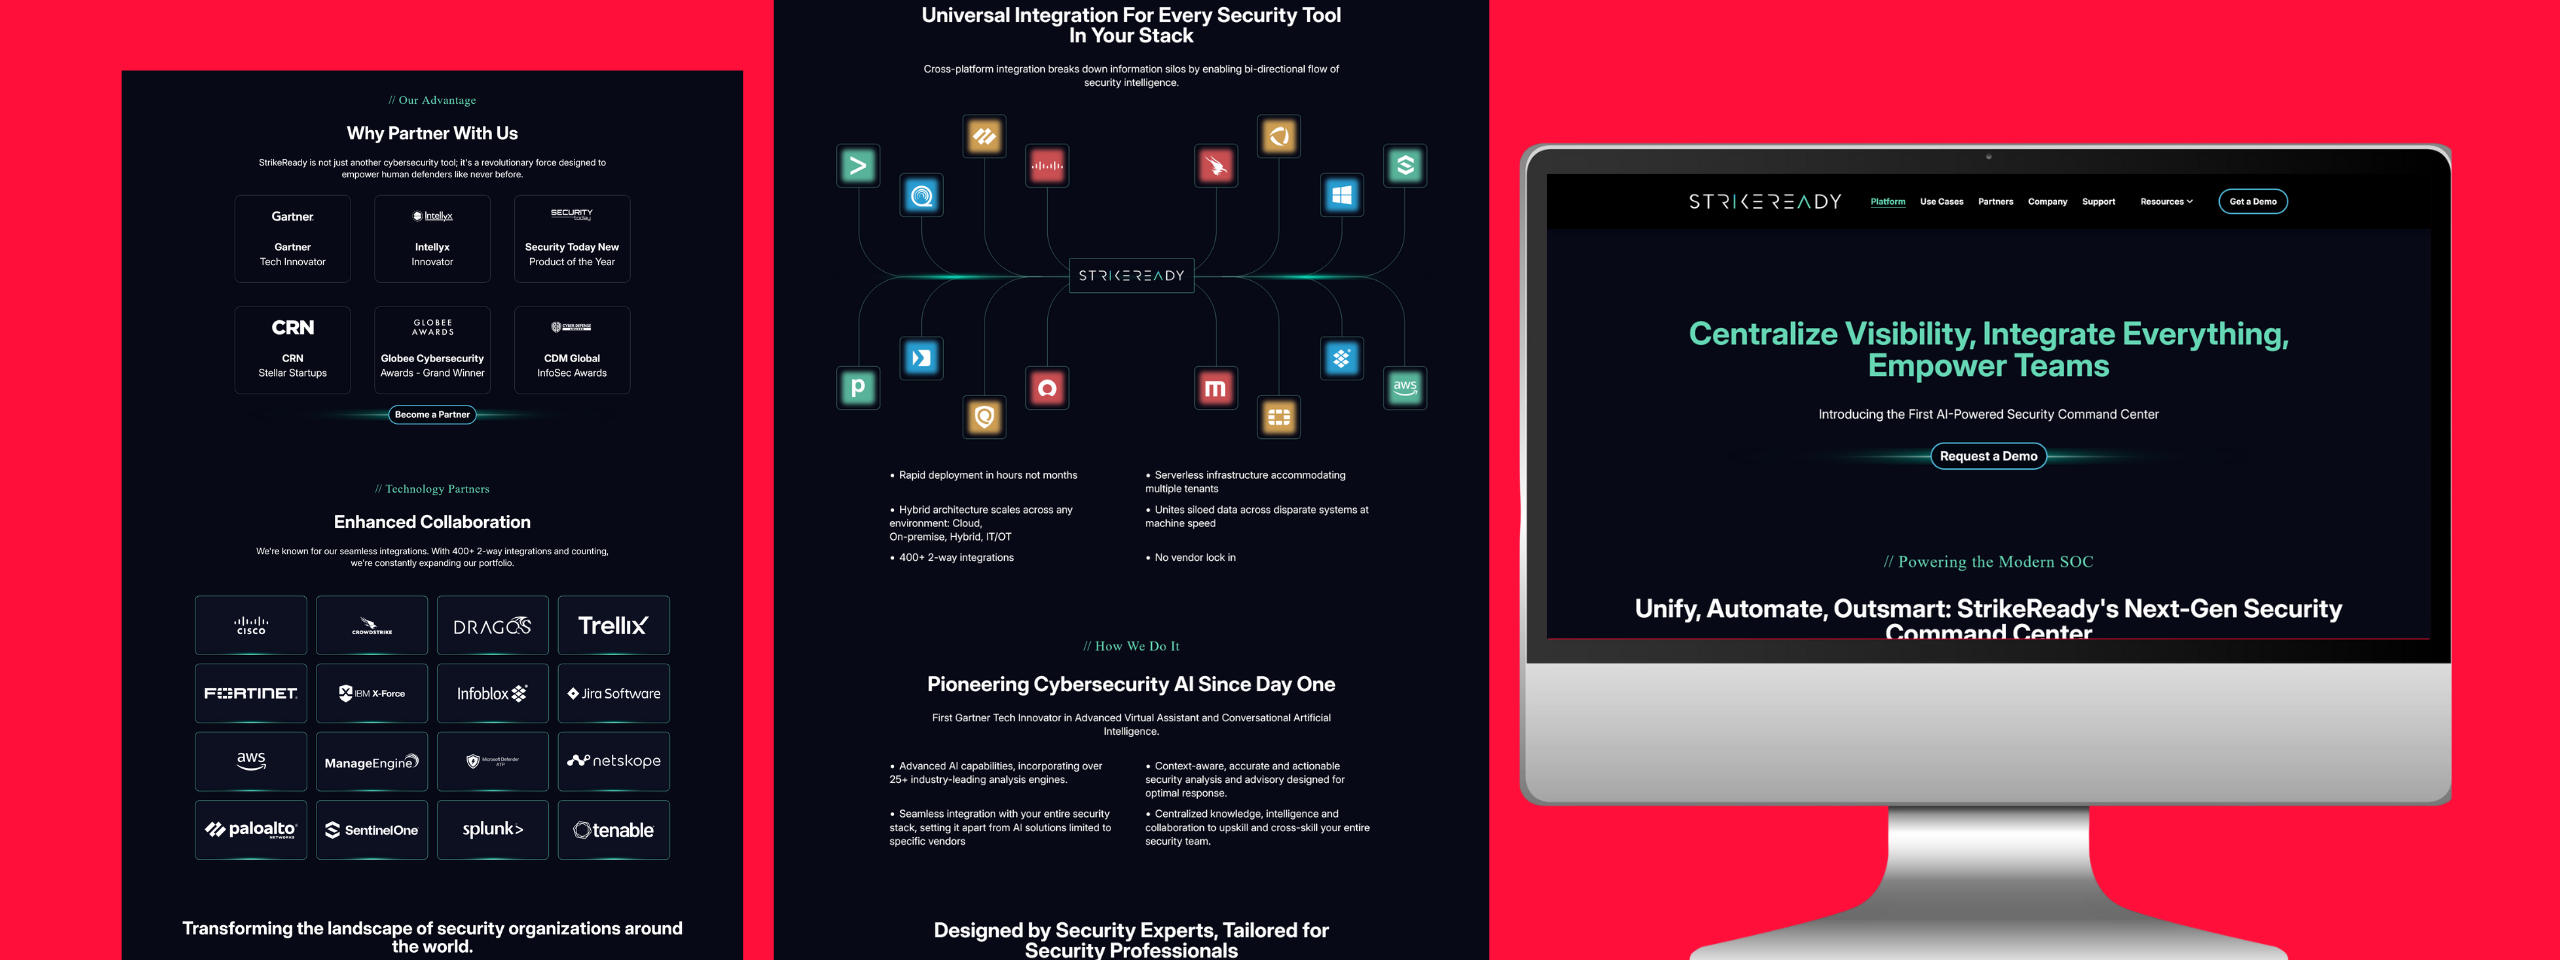 // Our Advantage
Why Partner With Us
StrikeReady is not just another cybersecurity tool; it's a revolutionary force designed to
empower human defenders like never before.
Gartner
Gartner
Tech Innovator
Intellyx
Intellyx
Innovator
SECURITY
today
Security Today New
Product of the Year
CRN
CRN
Stellar Startups
GLOBEE
AWARDS
Globee Cybersecurity
Awards - Grand Winner
CYBER DEFENSE
CDM Global
InfoSec Awards
Become a Partner
// Technology Partners
Enhanced Collaboration
We're known for our seamless integrations. With 400+ 2-way integrations and counting,
we're constantly expanding our portfolio.
CISCO
CROWDSTRIKE
DRAGOS
Trellix
FORTINET
IBM X-Force
Infoblox
Jira Software
aws
ManageEngine
Microsoft Defender
ATP
netskope
paloalto
NETWORKS
SentinelOne
splunk>
tenable
Transforming the landscape of security organizations around
the world.
Universal Integration For Every Security Tool
In Your Stack
Cross-platform integration breaks down information silos by enabling bi-directional flow of
security intelligence.
STRIKEREADY
p
m
aws
• Rapid deployment in hours not months
• Serverless infrastructure accommodating
multiple tenants
• Hybrid architecture scales across any
environment: Cloud,
On-premise, Hybrid, IT/OT
• Unites siloed data across disparate systems at
machine speed
• 400+ 2-way integrations
• No vendor lock in
// How We Do It
Pioneering Cybersecurity AI Since Day One
First Gartner Tech Innovator in Advanced Virtual Assistant and Conversational Artificial
Intelligence.
• Advanced AI capabilities, incorporating over
25+ industry-leading analysis engines.
• Context-aware, accurate and actionable
security analysis and advisory designed for
optimal response.
• Seamless integration with your entire security
stack, setting it apart from AI solutions limited to
specific vendors
• Centralized knowledge, intelligence and
collaboration to upskill and cross-skill your entire
security team.
Designed by Security Experts, Tailored for
Security Professionals
STRIKEREADY
Platform
Use Cases
Partners
Company
Support
Resources
Get a Demo
Centralize Visibility, Integrate Everything,
Empower Teams
Introducing the First AI-Powered Security Command Center
Request a Demo
// Powering the Modern SOC
Unify, Automate, Outsmart: StrikeReady's Next-Gen Security
Command Center